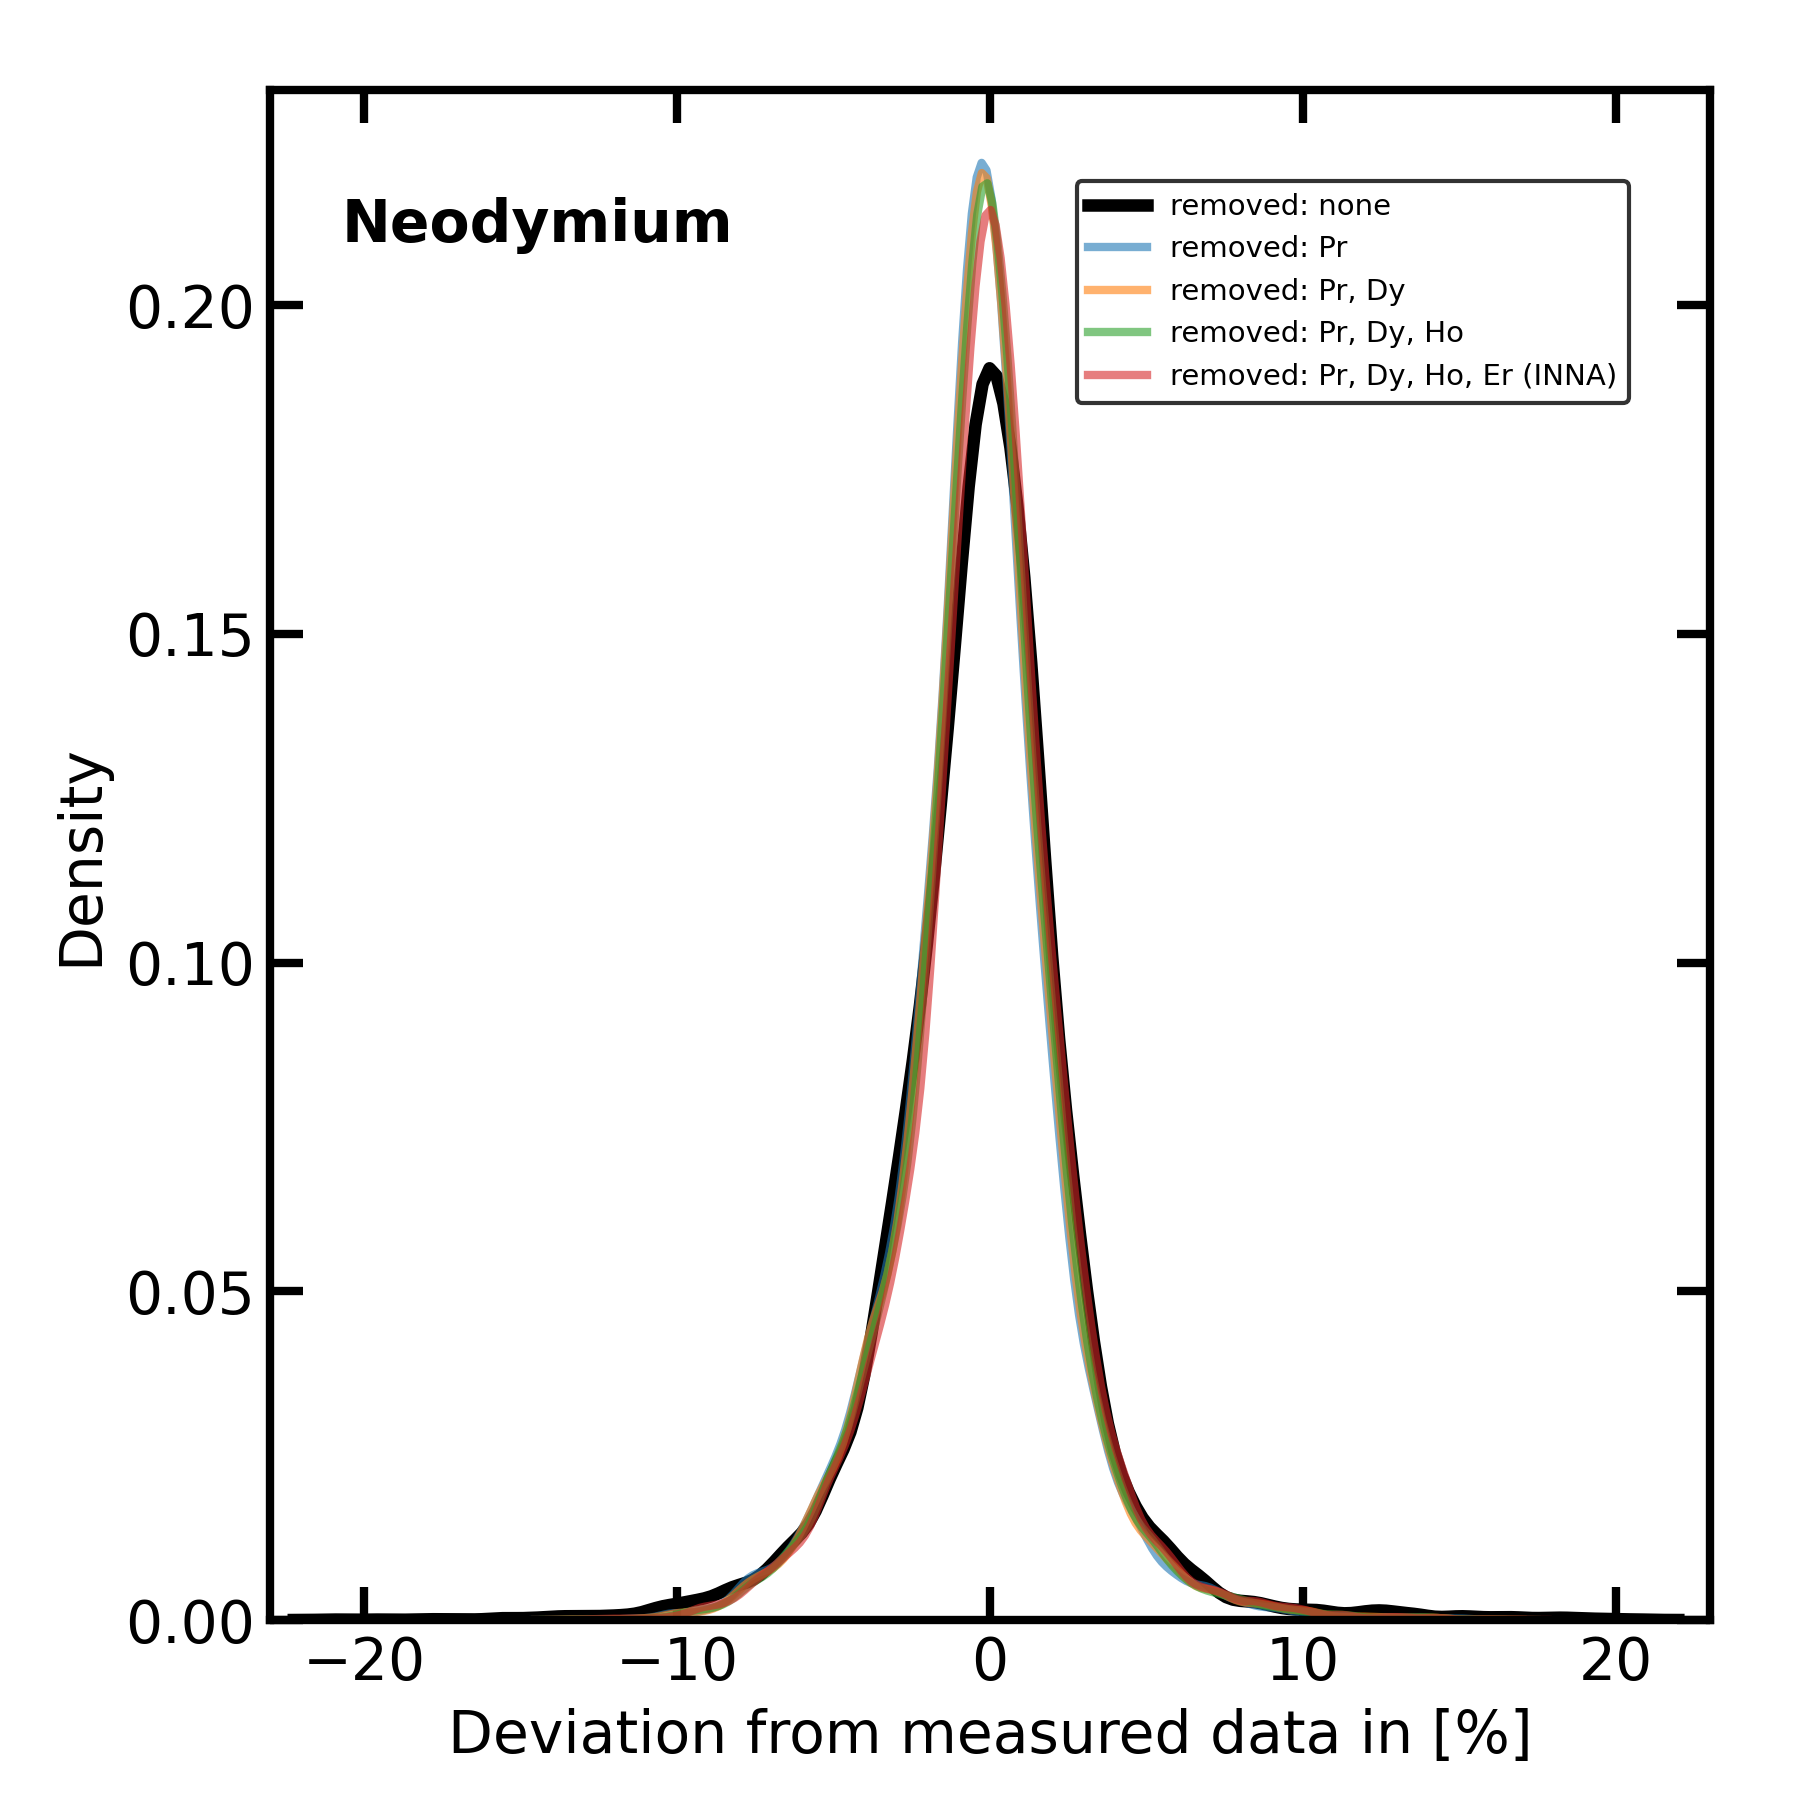 Neodymium
removed: none
removed: Pr
removed: Pr, Dy
removed: Pr, Dy, Ho
removed: Pr, Dy, Ho, Er (INNA)
0.20
0.15
0.10
0.05
0.00
Density
−20 −10 0 10 20
Deviation from measured data in [%]